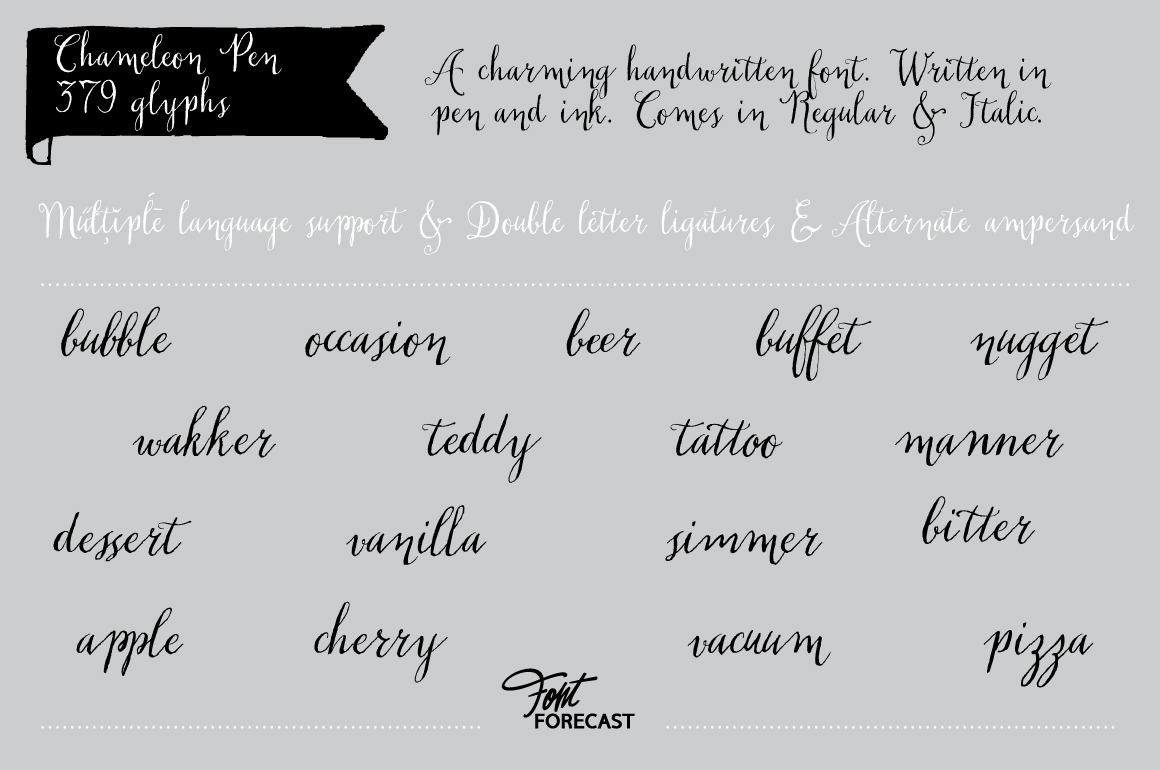 Chameleon Pen
379 glyphs
A charming handwritten font. Written in
pen and ink. Comes in Regular & Italic.
Múltiplé language support & Double letter ligatures & Alternate ampersand
bubble occasion beer buffet nugget
wakker teddy tattoo manner
dessert vanilla simmer bitter
apple cherry vacuum pizza
Font
FORECAST